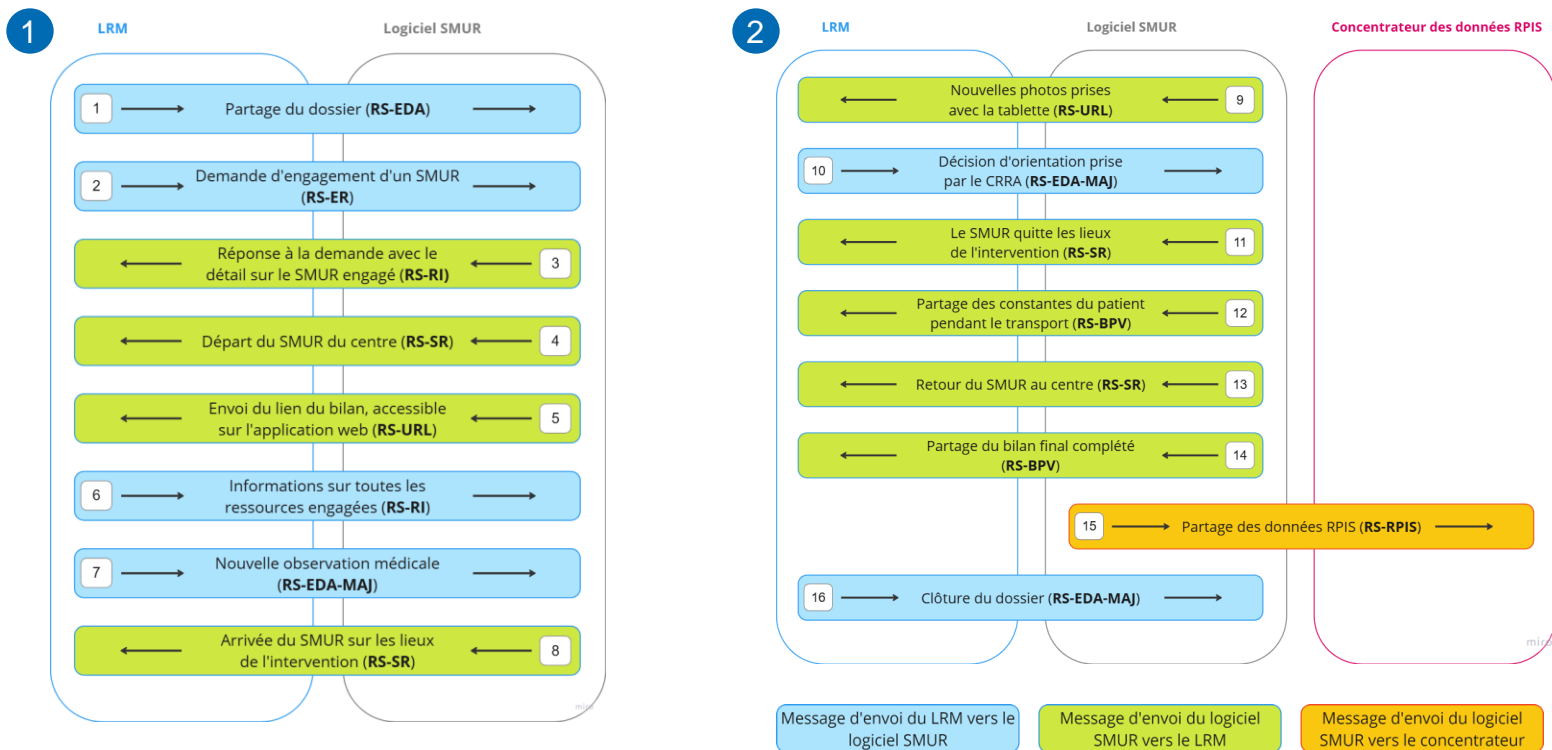 1
LRM
Logiciel SMUR
1
Partage du dossier (RS-EDA)
2
Demande d'engagement d'un SMUR
(RS-ER)
Réponse à la demande avec le
détail sur le SMUR engagé (RS-RI)
3
Départ du SMUR du centre (RS-SR)
4
Envoi du lien du bilan, accessible
sur l'application web (RS-URL)
5
6
Informations sur toutes les
ressources engagées (RS-RI)
7
Nouvelle observation médicale
(RS-EDA-MAJ)
Arrivée du SMUR sur les lieux
de l'intervention (RS-SR)
8
miro
2
LRM
Logiciel SMUR
Concentrateur des données RPIS
Nouvelles photos prises
avec la tablette (RS-URL)
9
10
Décision d'orientation prise
par le CRRA (RS-EDA-MAJ)
Le SMUR quitte les lieux
de l'intervention (RS-SR)
11
Partage des constantes du patient
pendant le transport (RS-BPV)
12
Retour du SMUR au centre (RS-SR)
13
Partage du bilan final complété
(RS-BPV)
14
15
Partage des données RPIS (RS-RPIS)
16
Clôture du dossier (RS-EDA-MAJ)
miro
Message d'envoi du LRM vers le
logiciel SMUR
Message d'envoi du logiciel
SMUR vers le LRM
Message d'envoi du logiciel
SMUR vers le concentrateur